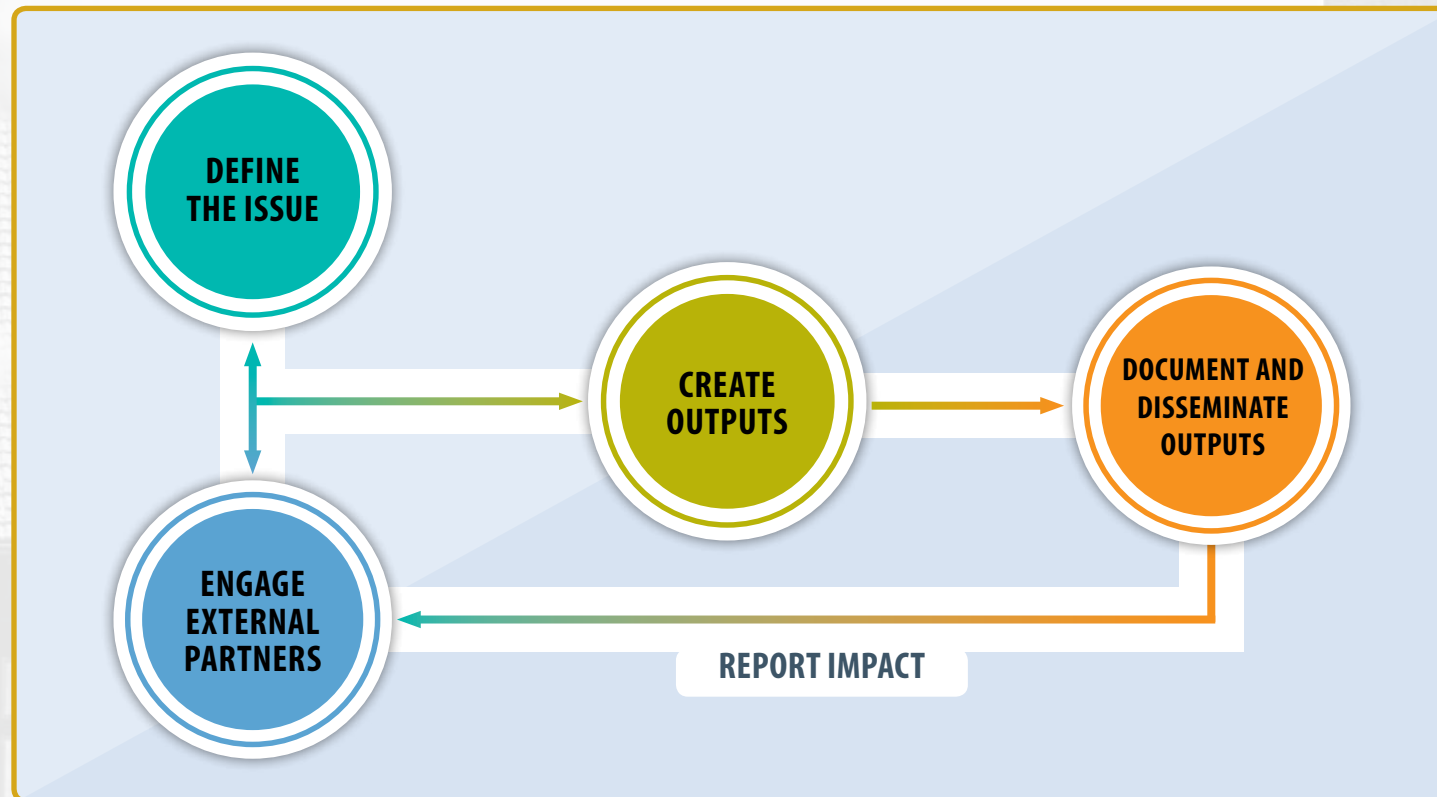 DEFINE
THE ISSUE
CREATE
OUTPUTS
DOCUMENT AND
DISSEMINATE
OUTPUTS
ENGAGE
EXTERNAL
PARTNERS
REPORT IMPACT